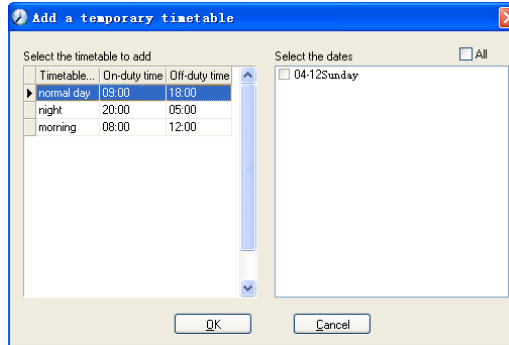 Add a temporary timetable
Select the timetable to add
Timetable... On-duty time Off-duty time
normal day 09:00 18:00
night 20:00 05:00
morning 08:00 12:00
Select the dates All
04-12Sunday
OK Cancel